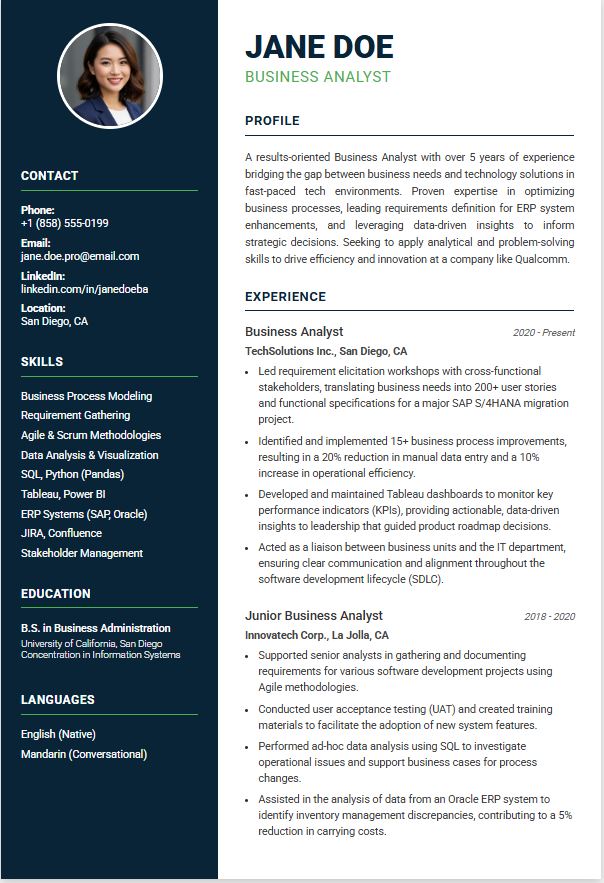 JANE DOE
BUSINESS ANALYST
CONTACT
Phone:
+1 (858) 555-0199
Email:
jane.doe.pro@email.com
LinkedIn:
linkedin.com/in/janedoeba
Location:
San Diego, CA
SKILLS
Business Process Modeling
Requirement Gathering
Agile & Scrum Methodologies
Data Analysis & Visualization
SQL, Python (Pandas)
Tableau, Power BI
ERP Systems (SAP, Oracle)
JIRA, Confluence
Stakeholder Management
EDUCATION
B.S. in Business Administration
University of California, San Diego
Concentration in Information Systems
LANGUAGES
English (Native)
Mandarin (Conversational)
PROFILE
A results-oriented Business Analyst with over 5 years of experience
bridging the gap between business needs and technology solutions in
fast-paced tech environments. Proven expertise in optimizing
business processes, leading requirements definition for ERP system
enhancements, and leveraging data-driven insights to inform
strategic decisions. Seeking to apply analytical and problem-solving
skills to drive efficiency and innovation at a company like Qualcomm.
EXPERIENCE
Business Analyst 2020 - Present
TechSolutions Inc., San Diego, CA
• Led requirement elicitation workshops with cross-functional
stakeholders, translating business needs into 200+ user stories
and functional specifications for a major SAP S/4HANA migration
project.
• Identified and implemented 15+ business process improvements,
resulting in a 20% reduction in manual data entry and a 10%
increase in operational efficiency.
• Developed and maintained Tableau dashboards to monitor key
performance indicators (KPIs), providing actionable, data-driven
insights to leadership that guided product roadmap decisions.
• Acted as a liaison between business units and the IT department,
ensuring clear communication and alignment throughout the
software development lifecycle (SDLC).
Junior Business Analyst 2018 - 2020
Innovatech Corp., La Jolla, CA
• Supported senior analysts in gathering and documenting
requirements for various software development projects using
Agile methodologies.
• Conducted user acceptance testing (UAT) and created training
materials to facilitate the adoption of new system features.
• Performed ad-hoc data analysis using SQL to investigate
operational issues and support business cases for process
changes.
• Assisted in the analysis of data from an Oracle ERP system to
identify inventory management discrepancies, contributing to a 5%
reduction in carrying costs.